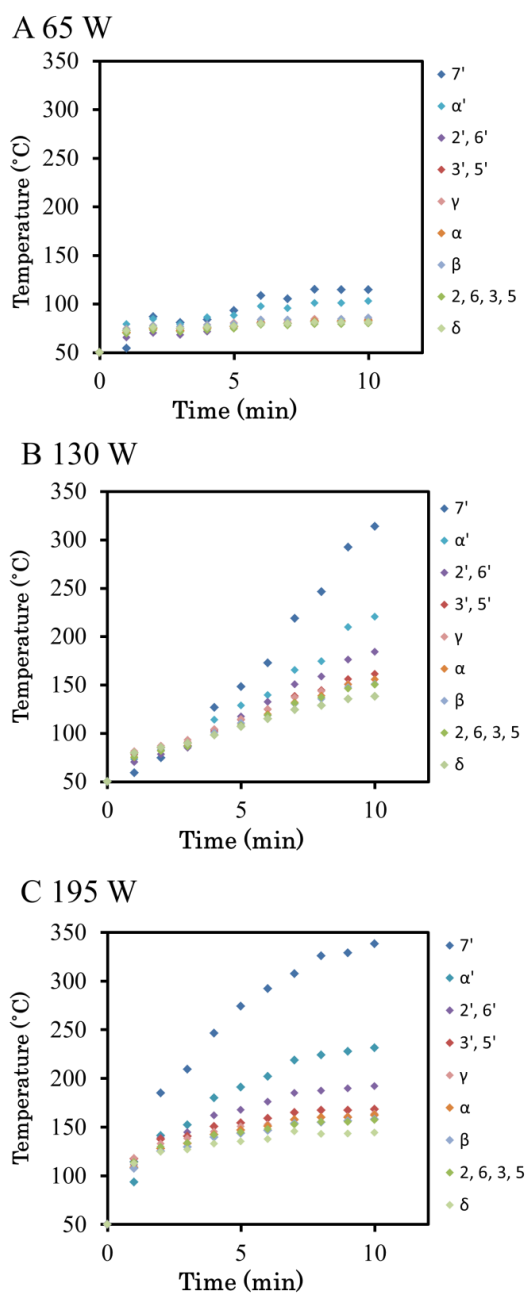 A 65 W
350
300
250
200
150
100
50
0
5
10
Temperature (°C)
Time (min)
7'
α'
2', 6'
3', 5'
γ
α
β
2, 6, 3, 5
δ
B 130 W
350
300
250
200
150
100
50
0
5
10
Temperature (°C)
Time (min)
7'
α'
2', 6'
3', 5'
γ
α
β
2, 6, 3, 5
δ
C 195 W
350
300
250
200
150
100
50
0
5
10
Temperature (°C)
Time (min)
7'
α'
2', 6'
3', 5'
γ
α
β
2, 6, 3, 5
δ